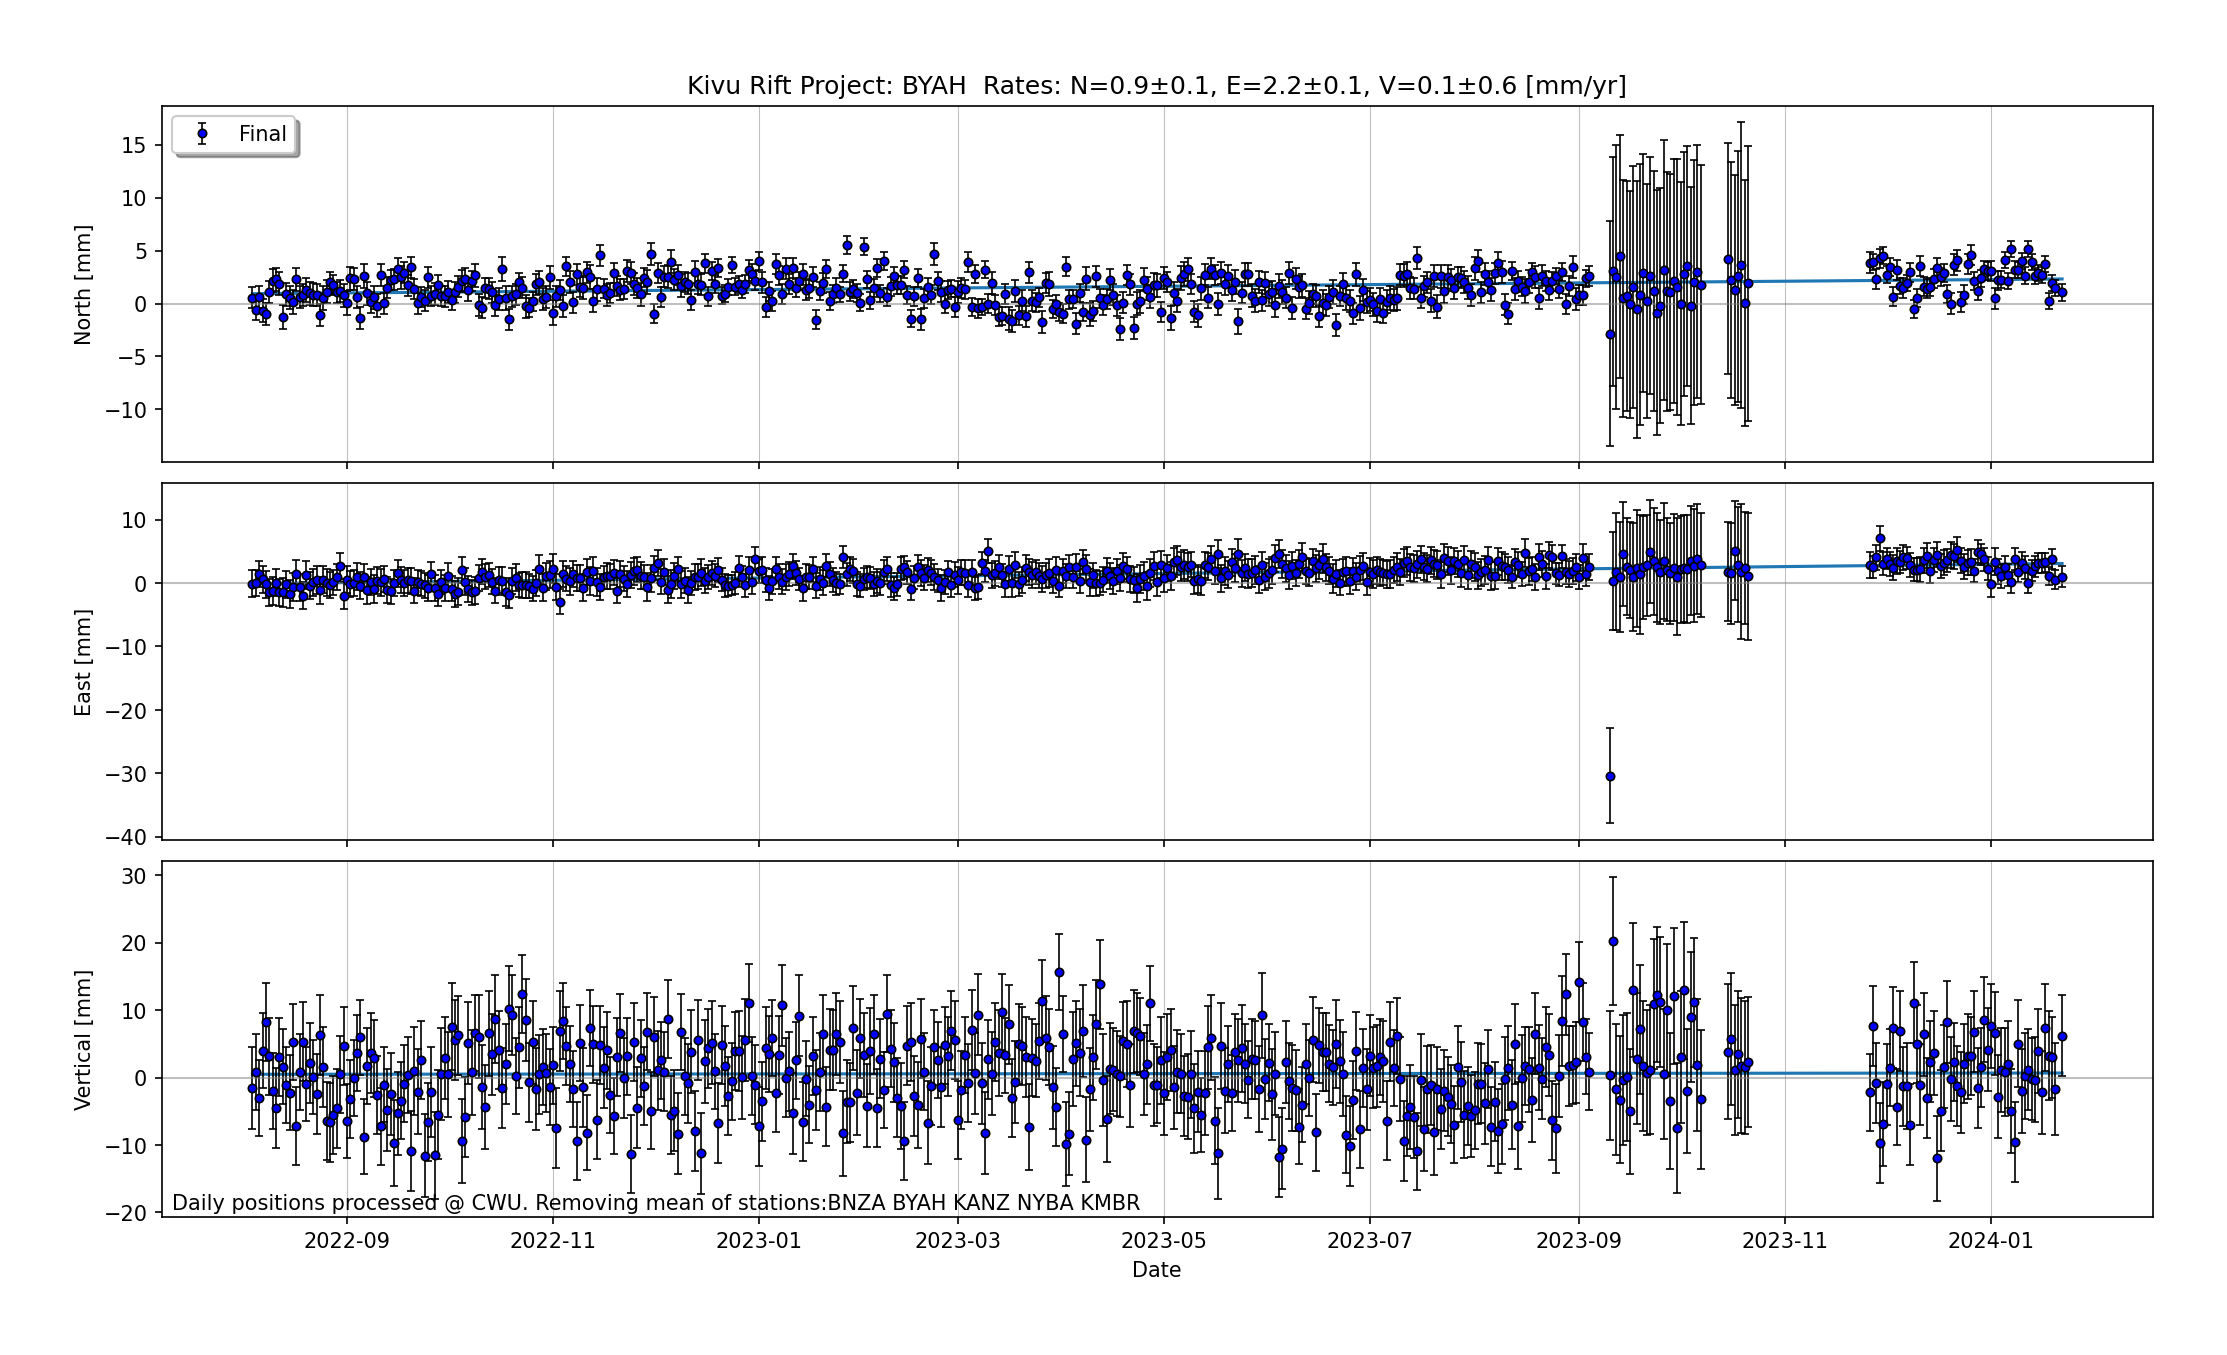 Kivu Rift Project: BYAH  Rates: N=0.9±0.1, E=2.2±0.1, V=0.1±0.6 [mm/yr]
Final
15
10
5
0
−5
−10
North [mm]
10
0
−10
−20
−30
−40
East [mm]
30
20
10
0
−10
−20
Vertical [mm]
Daily positions processed @ CWU. Removing mean of stations:BNZA BYAH KANZ NYBA KMBR
2022-09 2022-11 2023-01 2023-03 2023-05 2023-07 2023-09 2023-11 2024-01
Date